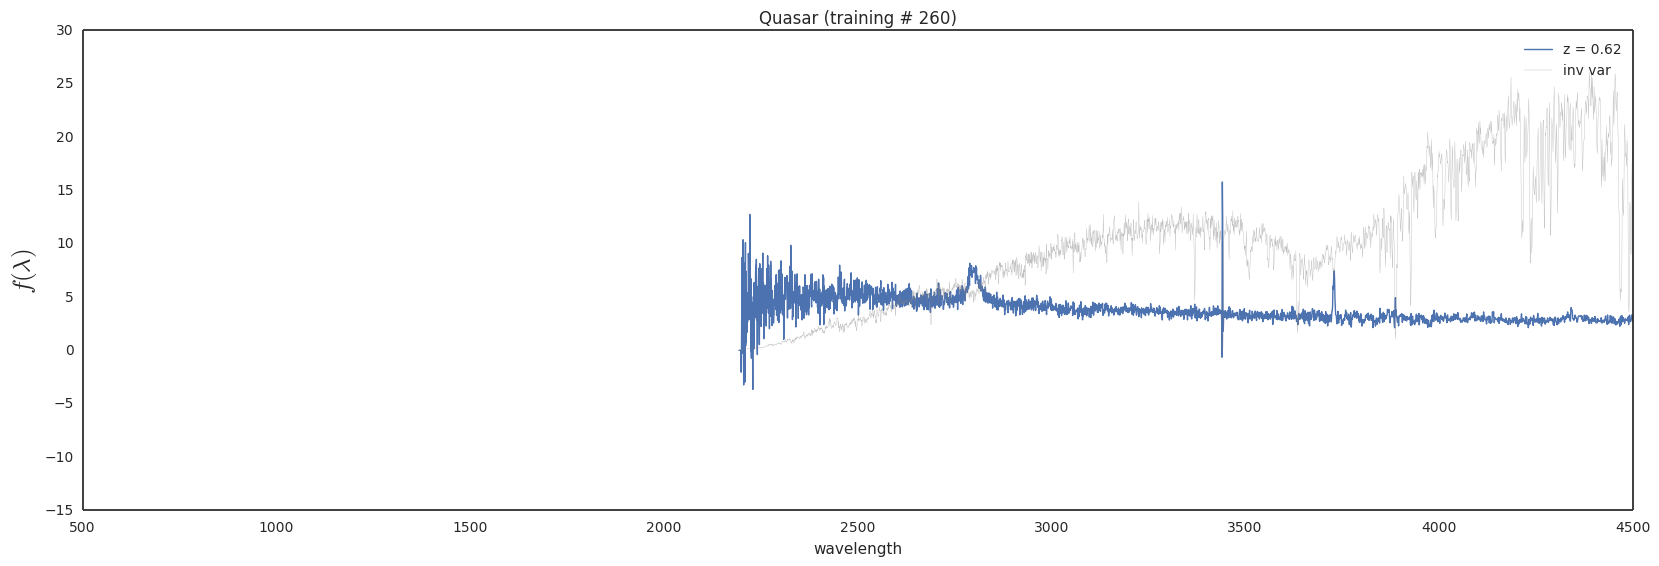 Quasar (training # 260)
z = 0.62
inv var
30
25
20
15
10
5
0
−5
−10
−15
f(λ)
500 1000 1500 2000 2500 3000 3500 4000 4500
wavelength